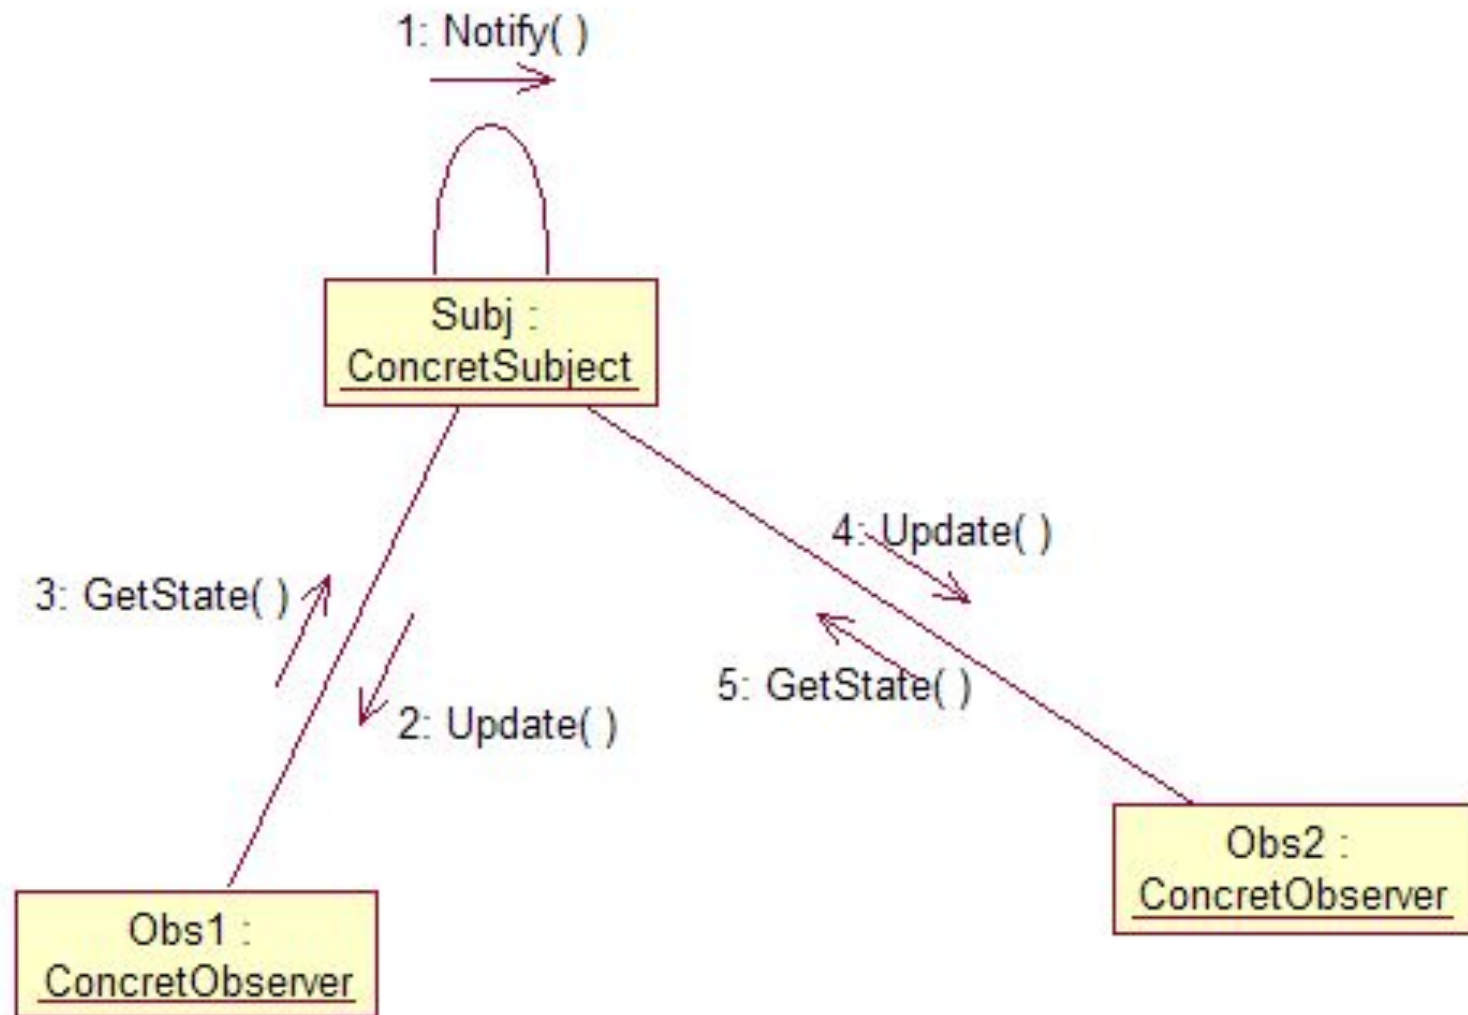 1: Notify( )
Subj :
ConcretSubject
4: Update( )
3: GetState( )
5: GetState( )
2: Update( )
Obs2 :
ConcretObserver
Obs1 :
ConcretObserver